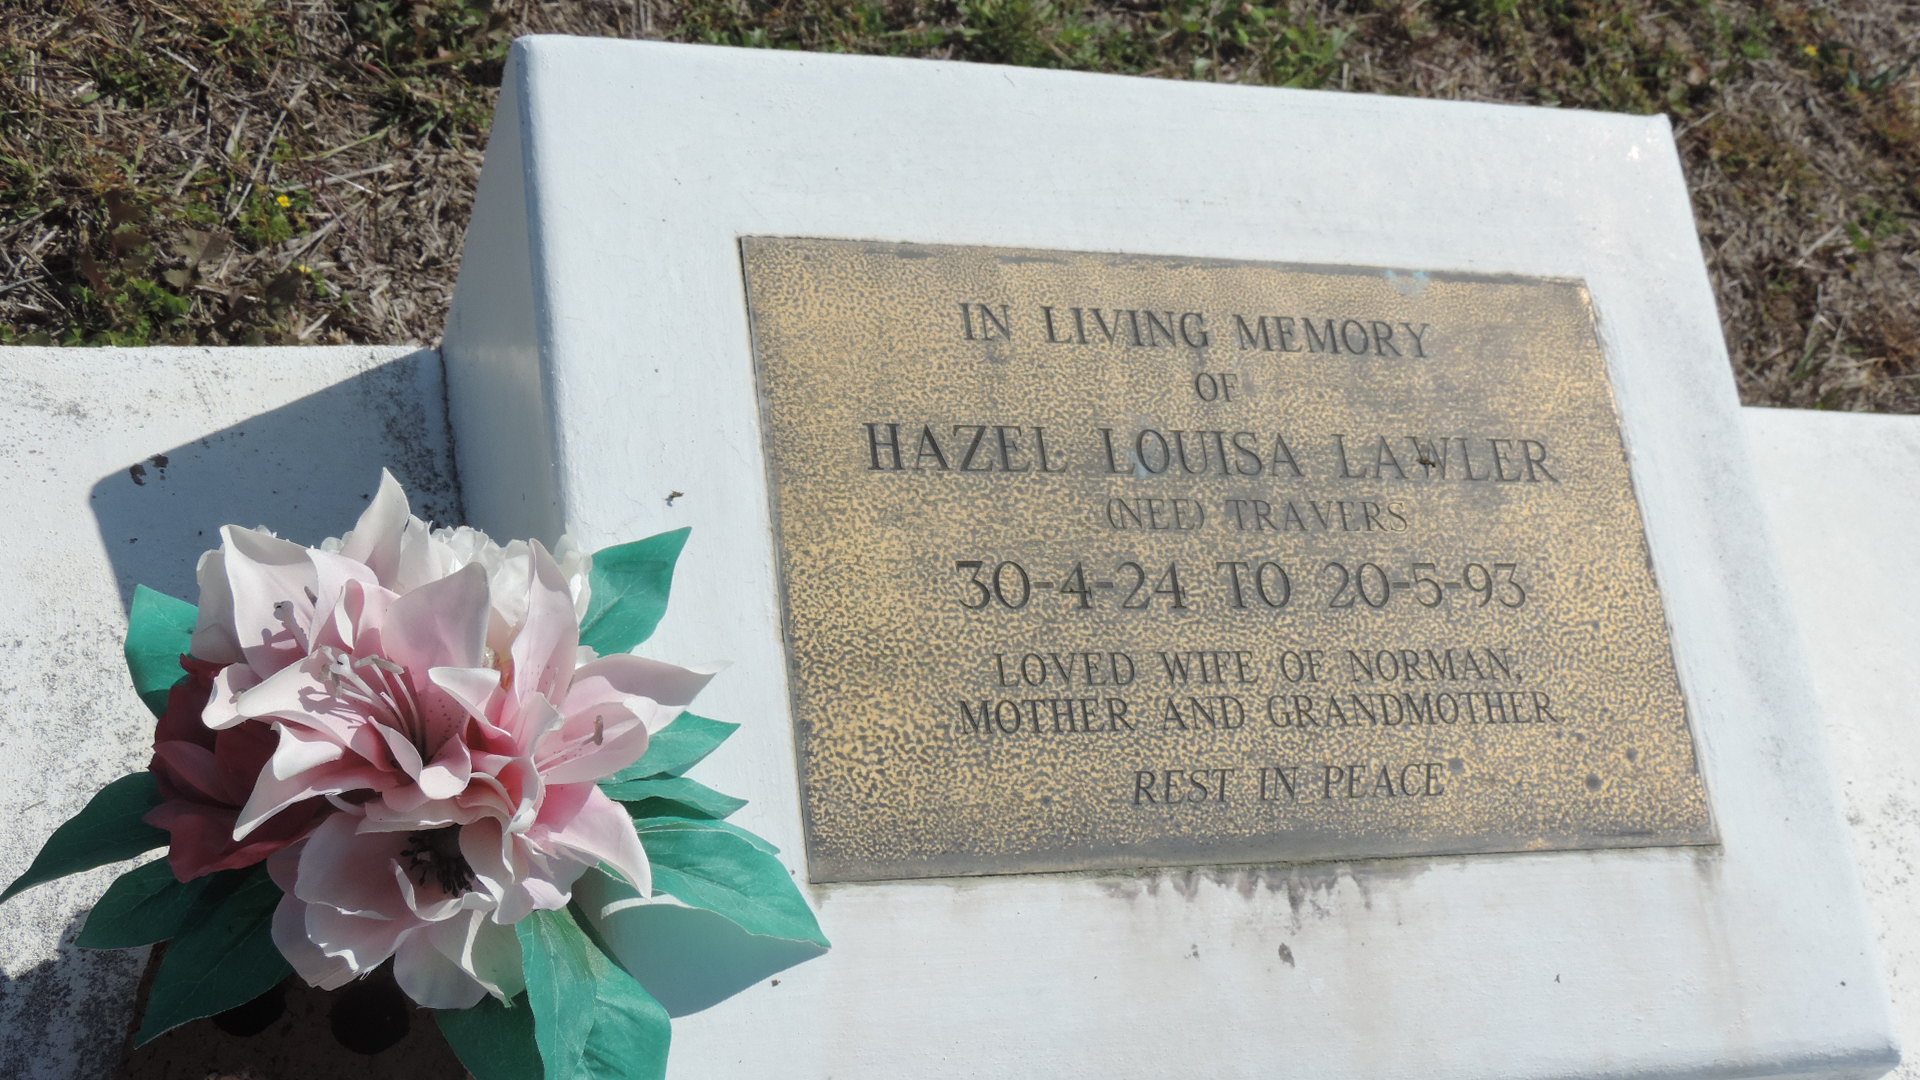 IN LIVING MEMORY
OF
HAZEL LOUISA LAWLER
(NEE) TRAVERS
30-4-24 TO 20-5-93
LOVED WIFE OF NORMAN,
MOTHER AND GRANDMOTHER
REST IN PEACE